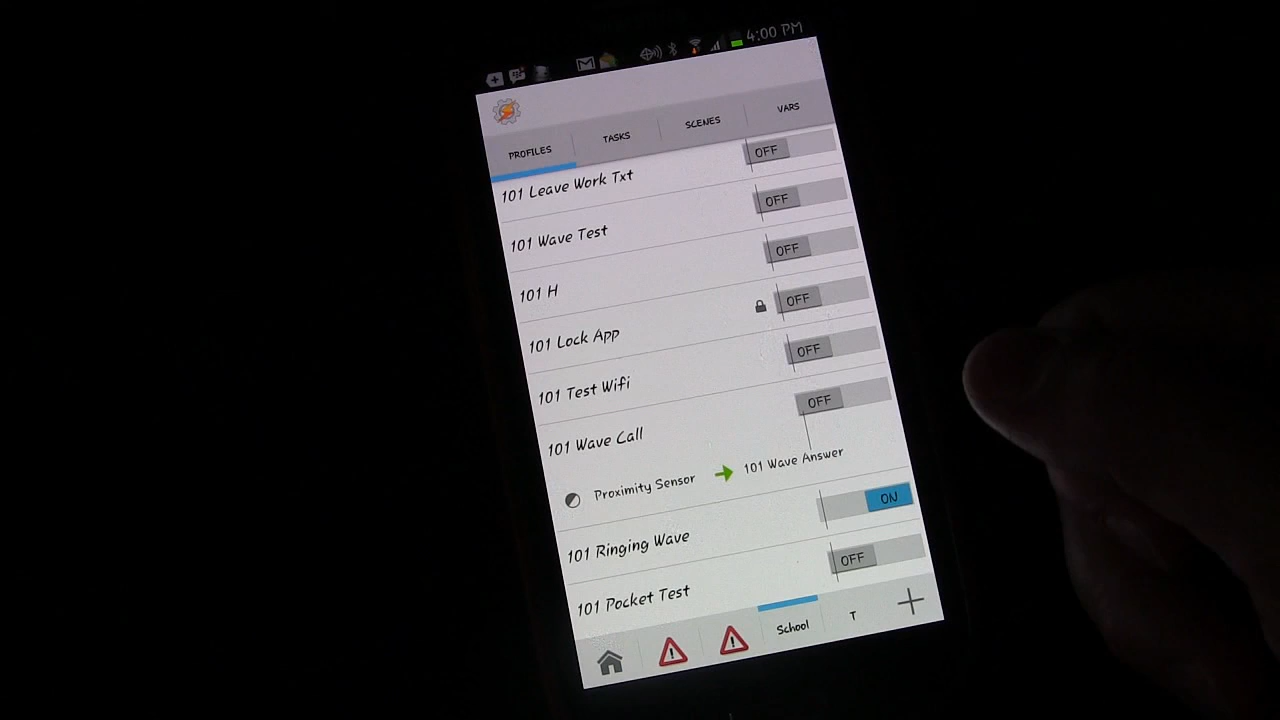 4:00 PM
PROFILES TASKS SCENES VARS
OFF
101 Leave Work Txt OFF
101 Wave Test OFF
101 H OFF
101 Lock App OFF
101 Test Wifi OFF
101 Wave Call
Proximity Sensor 101 Wave Answer
ON
101 Ringing Wave OFF
101 Pocket Test
School T